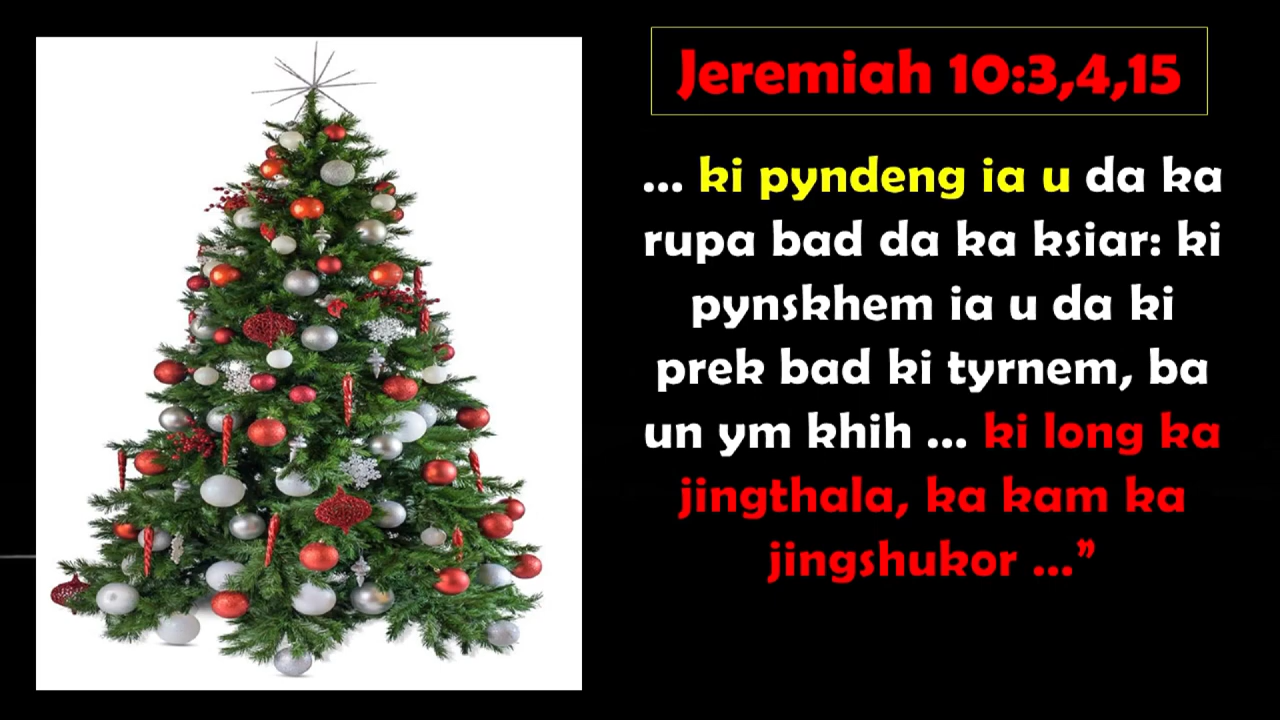 Jeremiah 10:3,4,15
... ki pyndeng ia u da ka
rupa bad da ka ksiar: ki
pynskhem ia u da ki
prek bad ki tyrnem, ba
un ym khih ... ki long ka
jingthala, ka kam ka
jingshukor ...”